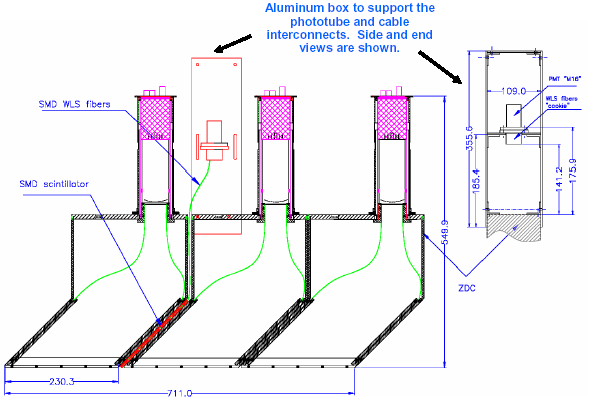 Aluminum box to support the
phototube and cable
interconnects.  Side and end
views are shown.
SMD WLS fibers
SMD scintillator
PMT "M16"
WLS fibers
"cookie"
109.0
355.6
185.4
141.2
175.9
549.9
ZDC
230.3
711.0